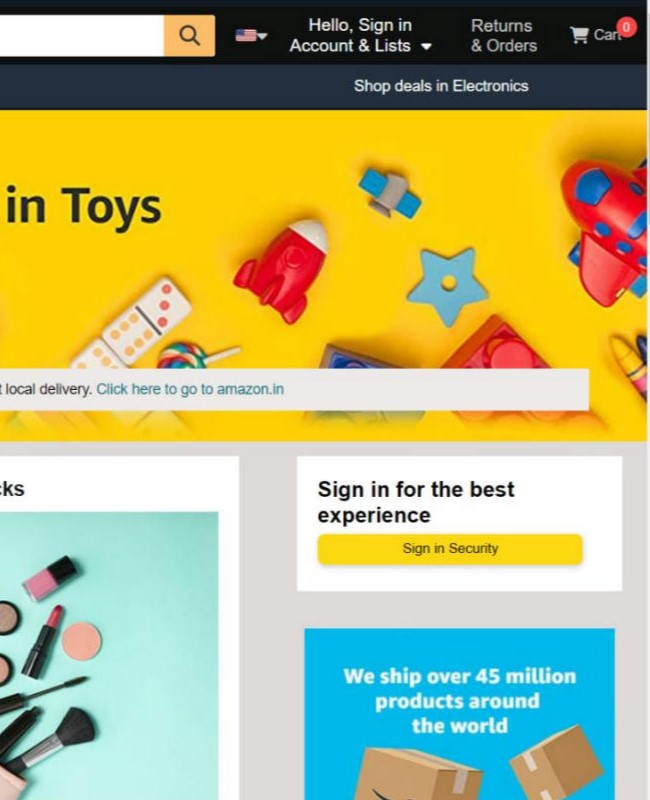 Hello, Sign in
Account & Lists
Returns
& Orders
Cart
0
Shop deals in Electronics
in Toys
t local delivery. Click here to go to amazon.in
cks
Sign in for the best
experience
Sign in Security
We ship over 45 million
products around
the world